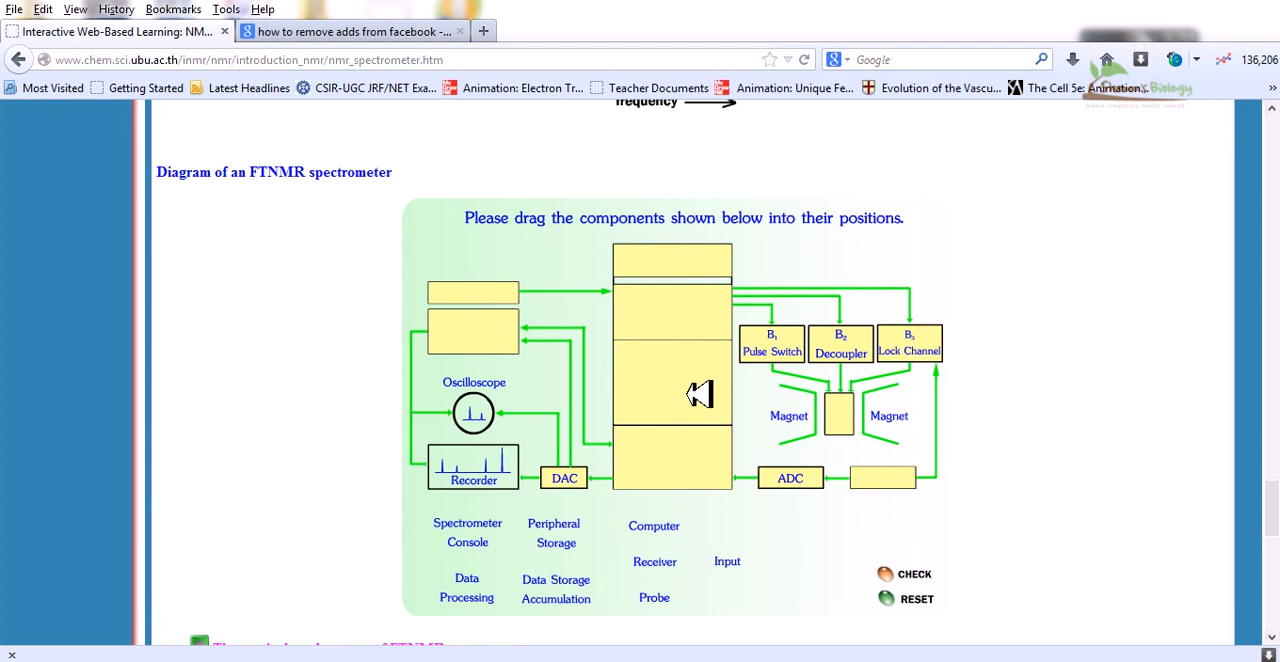 File Edit View History Bookmarks Tools Help
Interactive Web-Based Learning: NM... × how to remove adds from facebook -... × +
www.chem.sci.ubu.ac.th/inmr/nmr/introduction_nmr/nmr_spectrometer.htm Google 136,206
Most Visited Getting Started Latest Headlines CSIR-UGC JRF/NET Exa... Animation: Electron Tr... Teacher Documents Animation: Unique Fe... Evolution of the Vascu... The Cell 5e: Animation... »
frequency
Diagram of an FTNMR spectrometer
Please drag the components shown below into their positions.
B1 B2 B3
Pulse Switch Decoupler Lock Channel
Oscilloscope
Magnet Magnet
Recorder DAC ADC
Spectrometer Peripheral Computer
Console Storage
Receiver Input
Data Data Storage CHECK
Processing Accumulation Probe RESET